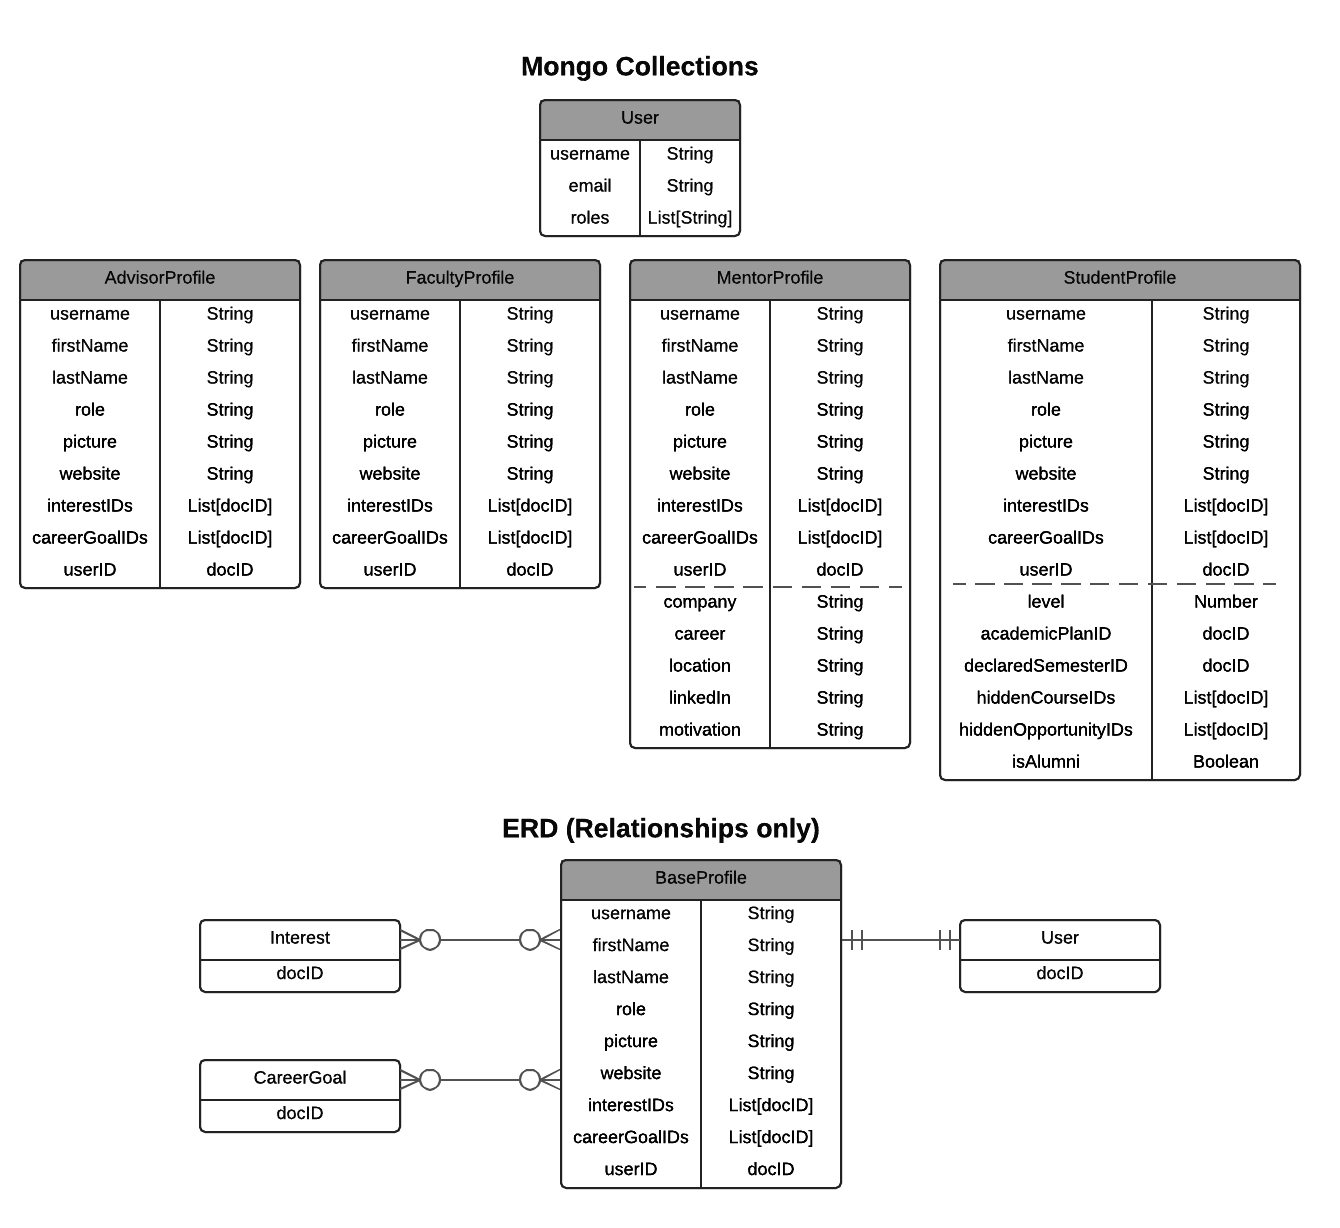 Mongo Collections
User
username String
email String
roles List[String]
AdvisorProfile
username String
firstName String
lastName String
role String
picture String
website String
interestIDs List[docID]
careerGoalIDs List[docID]
userID docID
FacultyProfile
username String
firstName String
lastName String
role String
picture String
website String
interestIDs List[docID]
careerGoalIDs List[docID]
userID docID
MentorProfile
username String
firstName String
lastName String
role String
picture String
website String
interestIDs List[docID]
careerGoalIDs List[docID]
userID docID
company String
career String
location String
linkedIn String
motivation String
StudentProfile
username String
firstName String
lastName String
role String
picture String
website String
interestIDs List[docID]
careerGoalIDs List[docID]
userID docID
level Number
academicPlanID docID
declaredSemesterID docID
hiddenCourseIDs List[docID]
hiddenOpportunityIDs List[docID]
isAlumni Boolean
ERD (Relationships only)
Interest
docID
CareerGoal
docID
BaseProfile
username String
firstName String
lastName String
role String
picture String
website String
interestIDs List[docID]
careerGoalIDs List[docID]
userID docID
User
docID